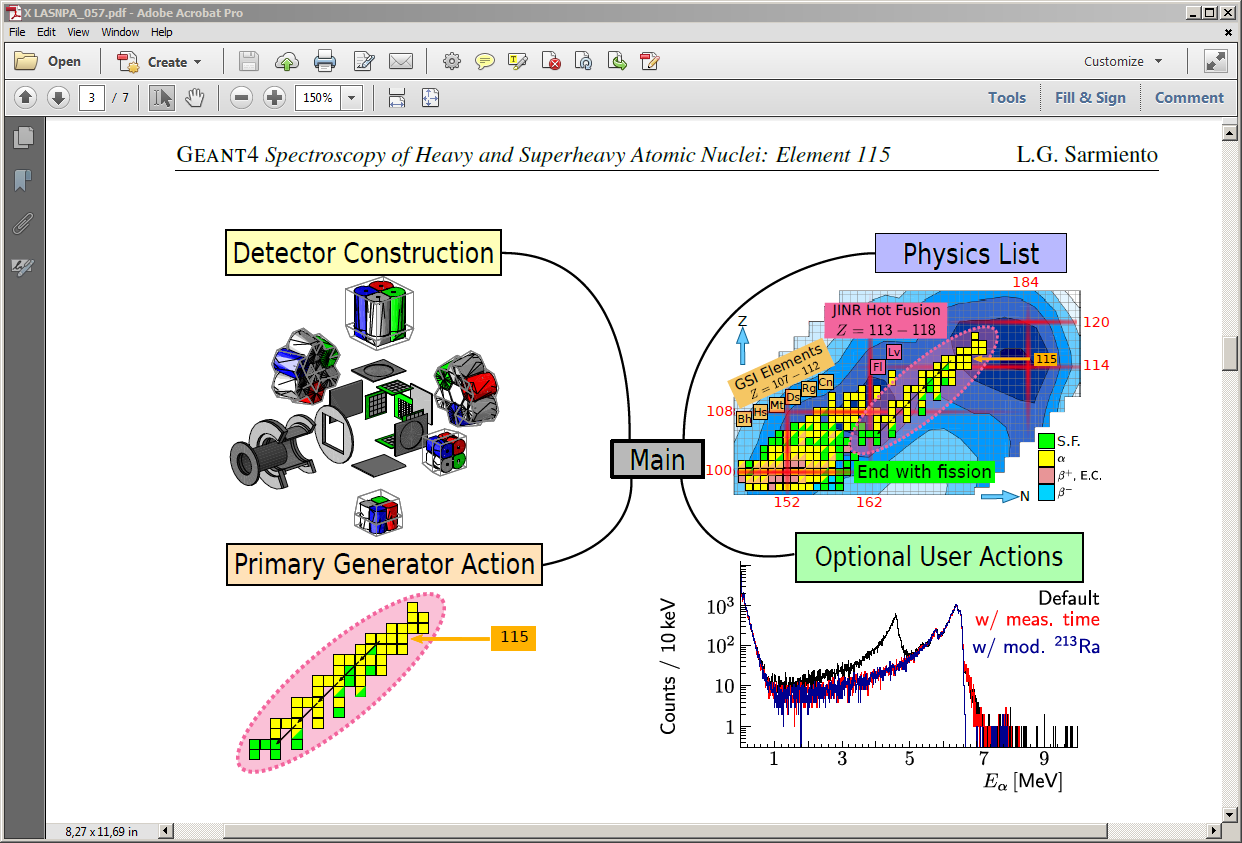 X LASNPA_057.pdf - Adobe Acrobat Pro
File Edit View Window Help
Open Create Customize
3 / 7 150% Tools Fill & Sign Comment
GEANT4 Spectroscopy of Heavy and Superheavy Atomic Nuclei: Element 115 L.G. Sarmiento
Detector Construction
Physics List
184
JINR Hot Fusion
Z = 113 − 118
Z
120
GSI Elements
Z = 107 − 112
Lv
115
Fl
114
Bh Hs Mt Ds Rg Cn
108
S.F.
α
Main
100
End with fission
β⁺, E.C.
β⁻
N
152 162
Primary Generator Action
Optional User Actions
115
Default
w/ meas. time
w/ mod. ²¹³Ra
Counts / 10 keV
10³
10²
10
1
1 3 5 7 9
Eα [MeV]
8,27 x 11,69 in